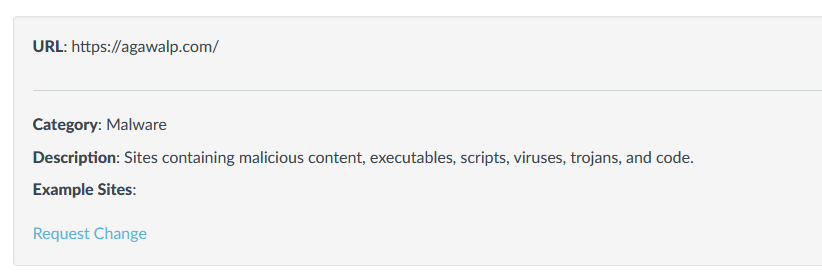 URL: https://agawalp.com/
Category: Malware
Description: Sites containing malicious content, executables, scripts, viruses, trojans, and code.
Example Sites:
Request Change